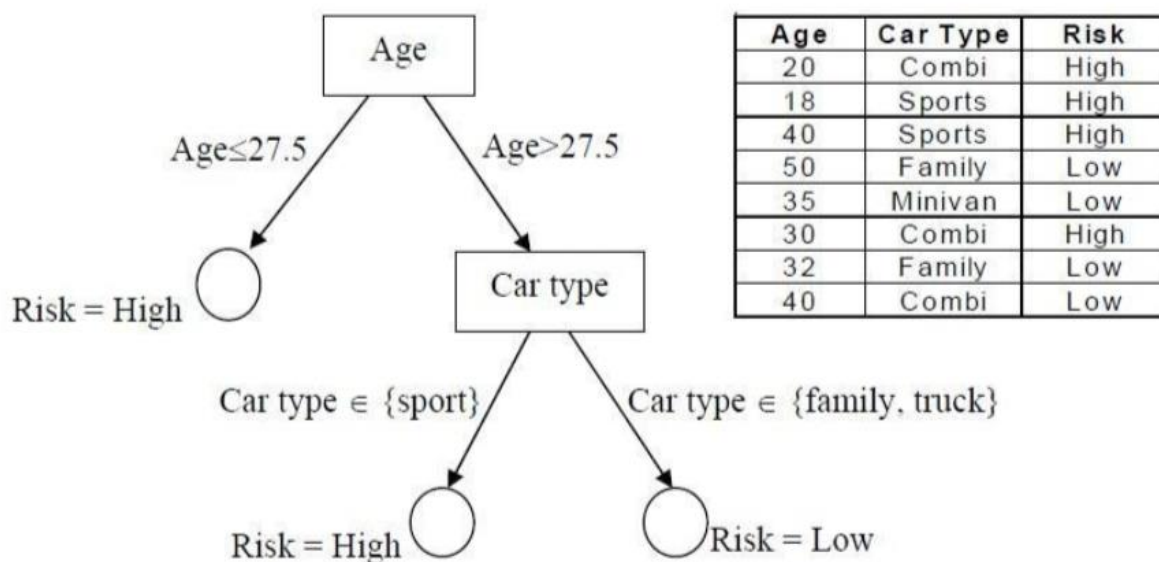 Age
Age≤27.5
Age>27.5
Risk = High
Car type
Car type ∈ {sport}
Car type ∈ {family, truck}
Risk = High
Risk = Low
Age Car Type Risk
20 Combi High
18 Sports High
40 Sports High
50 Family Low
35 Minivan Low
30 Combi High
32 Family Low
40 Combi Low